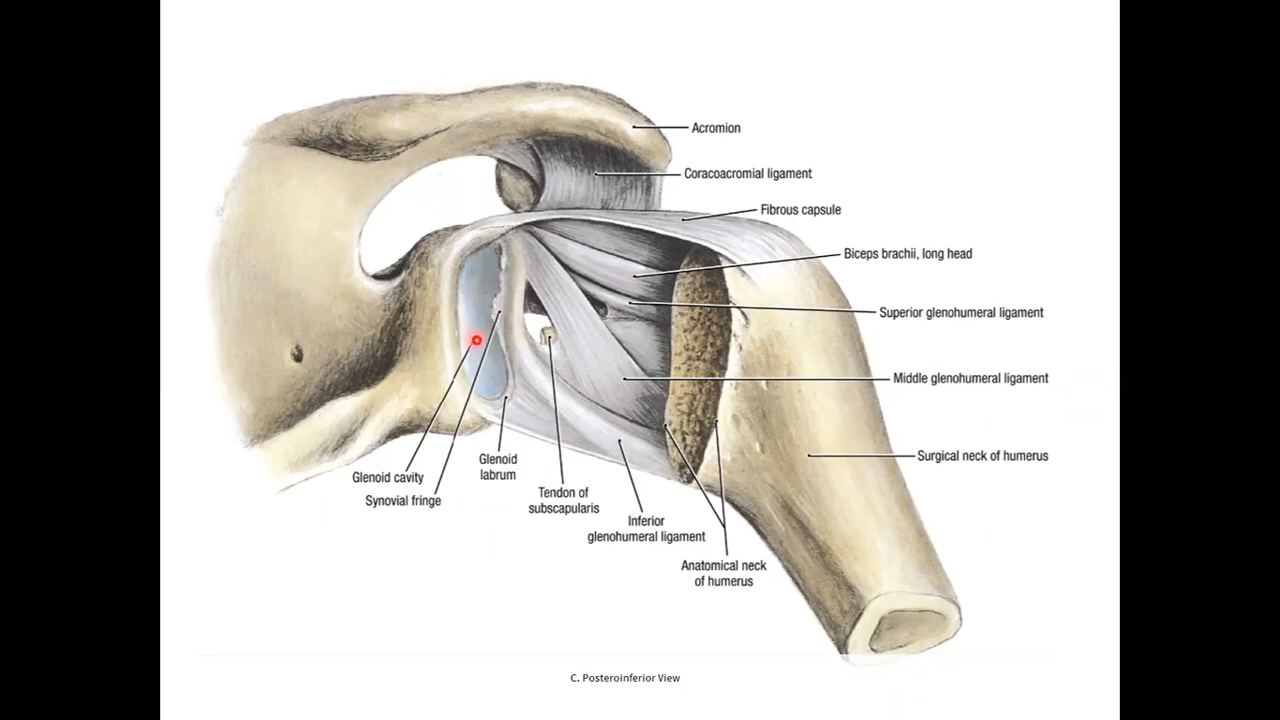 Acromion
Coracoacromial ligament
Fibrous capsule
Biceps brachii, long head
Superior glenohumeral ligament
Middle glenohumeral ligament
Surgical neck of humerus
Glenoid cavity
Synovial fringe
Glenoid
labrum
Tendon of
subscapularis
Inferior
glenohumeral ligament
Anatomical neck
of humerus
C. Posteroinferior View